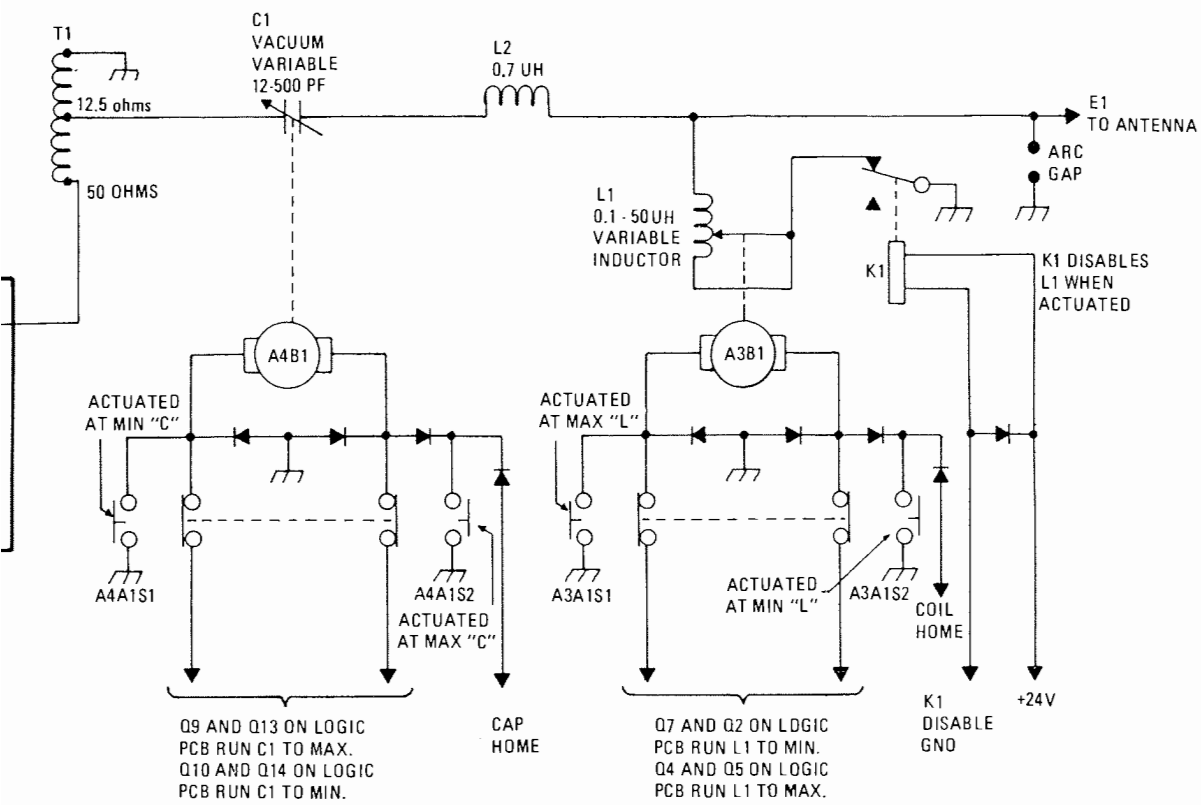 T1
12.5 ohms
50 OHMS
C1
VACUUM
VARIABLE
12-500 PF
L2
0.7 UH
E1
TO ANTENNA
ARC
GAP
L1
0.1 - 50UH
VARIABLE
INDUCTOR
K1
K1 DISABLES
L1 WHEN
ACTUATED
A4B1
A3B1
ACTUATED
AT MIN "C"
ACTUATED
AT MAX "L"
A4A1S1
A4A1S2
ACTUATED
AT MAX "C"
A3A1S1
ACTUATED
AT MIN "L"
A3A1S2
COIL
HOME
Q9 AND Q13 ON LOGIC
PCB RUN C1 TO MAX.
Q10 AND Q14 ON LOGIC
PCB RUN C1 TO MIN.
CAP
HOME
Q7 AND Q2 ON LOGIC
PCB RUN L1 TO MIN.
Q4 AND Q5 ON LOGIC
PCB RUN L1 TO MAX.
K1
DISABLE
GND
+24V